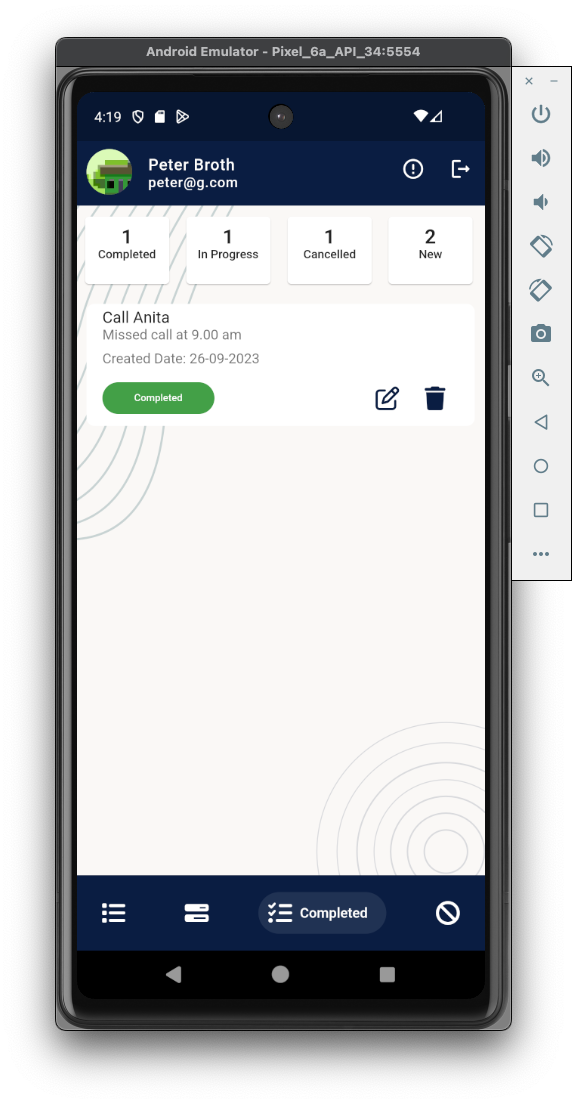 Android Emulator - Pixel_6a_API_34:5554
4:19
Peter Broth
peter@g.com
1
Completed
1
In Progress
1
Cancelled
2
New
Call Anita
Missed call at 9.00 am
Created Date: 26-09-2023
Completed
Completed